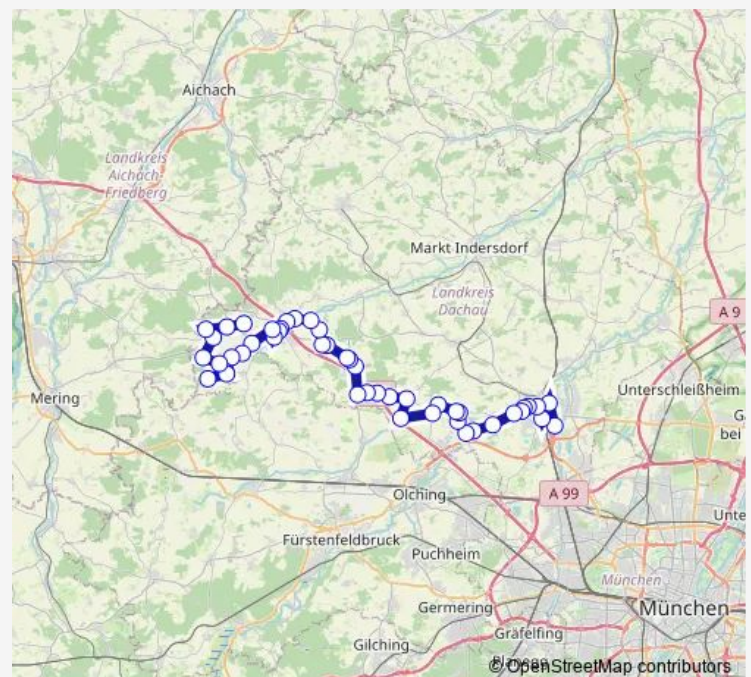 Aichach
Landkreis
Aichach-
Friedberg
Markt Indersdorf
Landkreis
Dachau
A 9
Mering
Unterschleißheim
bei
A 99
Olching
Fürstenfeldbruck
Puchheim
München
Germering
München
Gräfelfing
Gilching
© OpenStreetMap contributors